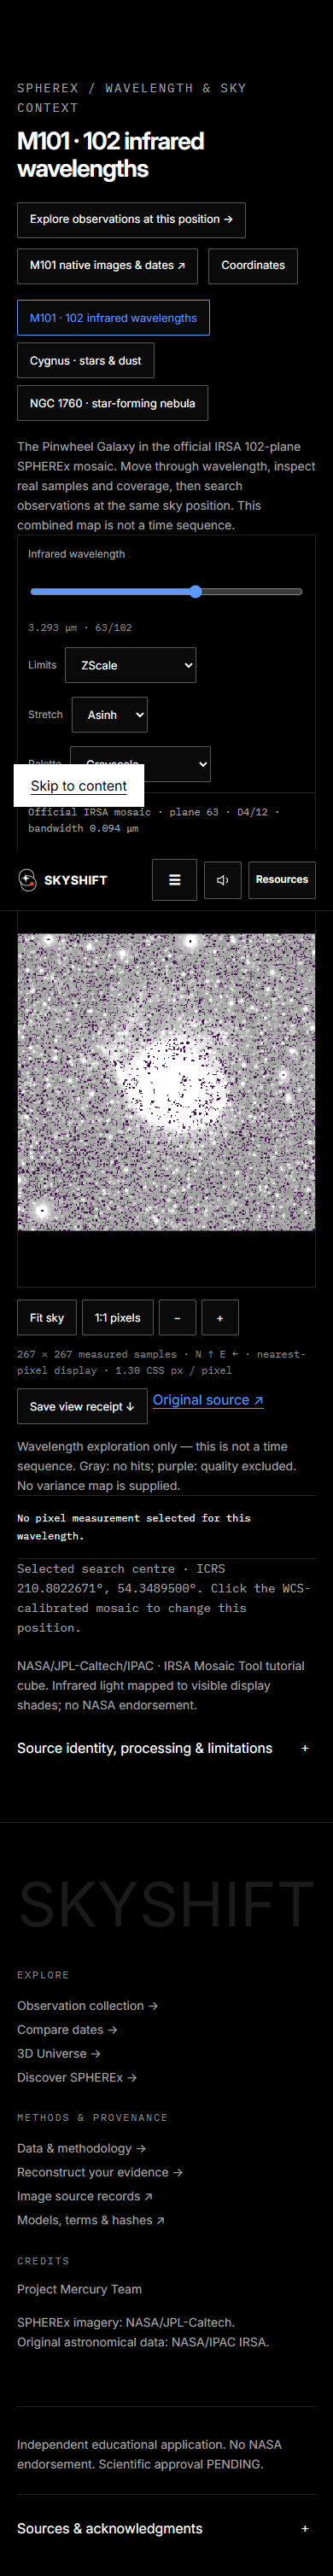 SPHEREX / WAVELENGTH & SKY
CONTEXT
M101 · 102 infrared
wavelengths
Explore observations at this position →
M101 native images & dates ↗ Coordinates
M101 · 102 infrared wavelengths
Cygnus · stars & dust
NGC 1760 · star-forming nebula
The Pinwheel Galaxy in the official IRSA 102-plane
SPHEREx mosaic. Move through wavelength, inspect
real samples and coverage, then search
observations at the same sky position. This
combined map is not a time sequence.
Infrared wavelength
3.293 μm · 63/102
Limits ZScale
Stretch Asinh
Skip to content
Official IRSA mosaic · plane 63 · D4/12 ·
bandwidth 0.094 μm
SKYSHIFT ☰ Resources
Fit sky 1:1 pixels − +
267 × 267 measured samples · N ↑ E ← · nearest-
pixel display · 1.30 CSS px / pixel
Save view receipt ↓ Original source ↗
Wavelength exploration only — this is not a time
sequence. Gray: no hits; purple: quality excluded.
No variance map is supplied.
No pixel measurement selected for this
wavelength.
Selected search centre · ICRS
210.8022671°, 54.3489500°. Click the WCS-
calibrated mosaic to change this
position.
NASA/JPL-Caltech/IPAC · IRSA Mosaic Tool tutorial
cube. Infrared light mapped to visible display
shades; no NASA endorsement.
Source identity, processing & limitations +
SKYSHIFT
EXPLORE
Observation collection →
Compare dates →
3D Universe →
Discover SPHEREx →
METHODS & PROVENANCE
Data & methodology →
Reconstruct your evidence →
Image source records ↗
Models, terms & hashes ↗
CREDITS
Project Mercury Team
SPHEREx imagery: NASA/JPL-Caltech.
Original astronomical data: NASA/IPAC IRSA.
Independent educational application. No NASA
endorsement. Scientific approval PENDING.
Sources & acknowledgments +